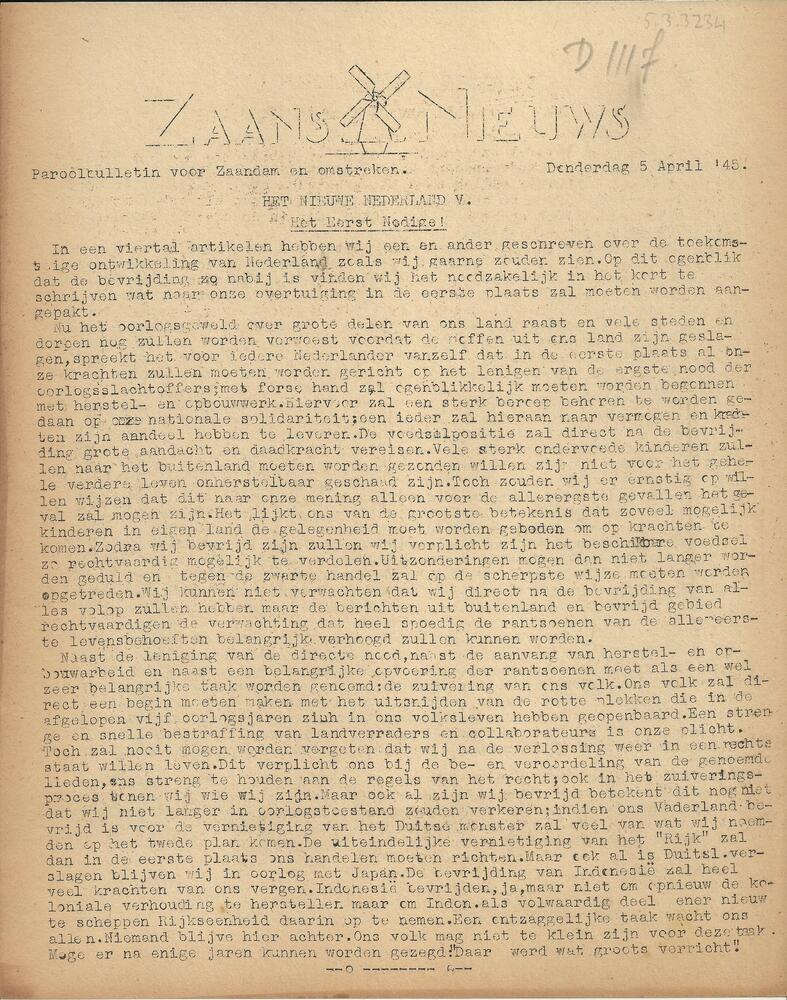 5.3.3234
D 1117
ZAANS NIEUWS
Paroolbulletin voor Zaandam en omstreken.
Donderdag 5 April '45.
HET NIEUWE NEDERLAND V.
Het Eerst Nodige!
In een viertal artikelen hebben wij een en ander geschreven over de toekoms-
tige ontwikkeling van Nederland zoals wij gaarne zouden zien.Op dit ogenblik
dat de bevrijding zo nabij is vinden wij het noodzakelijk in het kort te
schrijven wat naar onze overtuiging in de eerste plaats zal moeten worden aan-
gepakt.
Nu het oorlogsgeweld over grote delen van ons land raast en vele steden en
dorpen nog zullen worden verwoest voordat de moffen uit ons land zijn gesla-
gen,spreekt het voor iedere Nederlander vanzelf dat in de eerste plaats al on-
ze krachten zullen moeten worden gericht op het lenigen van de ergste nood der
oorlogsslachtoffers;met forse hand zal ogenblikkelijk moeten worden begonnen
met herstel- en opbouwwerk.Hiervoor zal een sterk beroep behoren te worden ge-
daan op onze nationale solidariteit;een ieder zal hieraan naar vermogen en krach-
ten zijn aandeel hebben te leveren.De voedselpositie zal direct na de bevrij-
ding grote aandacht en daadkracht vereisen.Vele sterk ondervoede kinderen zul-
len naar het buitenland moeten worden gezonden willen zij niet voor het gehe-
le verdere leven onherstelbaar geschaad zijn.Toch zouden wij er ernstig op wil-
len wijzen dat dit naar onze mening alleen voor de allerergste gevallen het ge-
val zal mogen zijn.Het lijkt ons van de grootste betekenis dat zoveel mogelijk
kinderen in eigen land de gelegenheid moet worden geboden om op krachten te
komen.Zodra wij bevrijd zijn zullen wij verplicht zijn het beschikbare voedsel
zo rechtvaardig mogelijk te verdelen.Uitzonderingen mogen dan niet langer wor-
den geduld en tegen de zwarte handel zal op de scherpste wijze moeten worden
opgetreden.Wij kunnen niet verwachten dat wij direct na de bevrijding van al-
les volop zullen hebben maar de berichten uit buitenland en bevrijd gebied
rechtvaardigen de verwachting dat heel spoedig de rantsoenen van de allereers-
te levensbehoeften belangrijk verhoogd zullen kunnen worden.
Naast de leniging van de directe nood,naast de aanvang van herstel- en op-
bouwarbeid en naast een belangrijke opvoering der rantsoenen moet als een wel
zeer belangrijke taak worden genoemd:de zuivering van ons volk.Ons volk zal di-
rect een begin moeten maken met het uitsnijden van de rotte plekken die in de
afgelopen vijf oorlogsjaren zich in ons volksleven hebben geopenbaard.Een stren-
ge en snelle bestraffing van landverraders en collaborateurs is onze plicht.
Toch zal nooit mogen worden vergeten dat wij na de verlossing weer in een rechts
staat willen leven.Dit verplicht ons bij de be- en veroordeling van de genoemde
lieden,ons streng te houden aan de regels van het recht;ook in het zuiverings-
proces tonen wij wie wij zijn.Maar ook al zijn wij bevrijd betekent dit nog niet
dat wij niet langer in oorlogstoestand zouden verkeren;indien ons Vaderland be-
vrijd is voor de vernietiging van het Duitse monster zal veel van wat wij noem-
den op het twede plan komen.De uiteindelijke vernietiging van het "Rijk" zal
dan in de eerste plaats ons handelen moeten richten.Maar ook al is Duitsl.ver-
slagen blijven wij in oorlog met Japan.De bevrijding van Indonesië zal heel
veel krachten van ons vergen.Indonesië bevrijden,ja,maar niet om opnieuw de ko-
loniale verhouding te herstellen maar om Indon.als volwaardig deel ener nieuw
te scheppen Rijkseenheid daarin op te nemen.Een ontzaggelijke taak wacht ons
allen.Niemand blijve hier achter.Ons volk mag niet te klein zijn voor deze taak.
Moge er na enige jaren kunnen worden gezegd:"Daar werd wat groots verricht"!
--o -------- o--